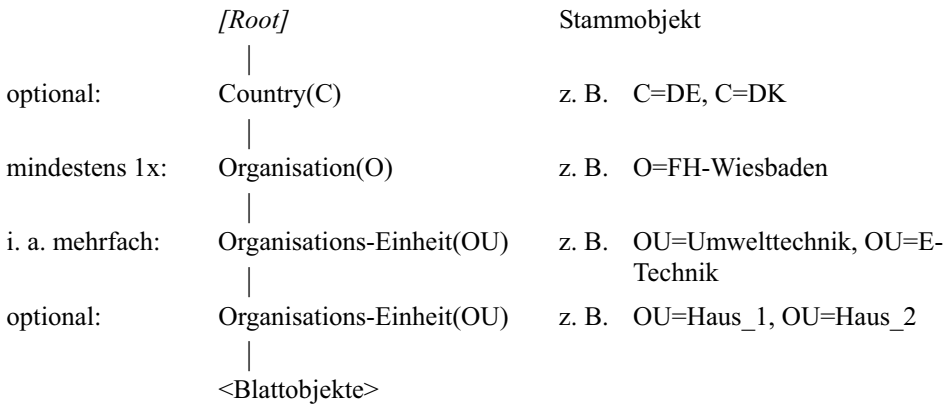 [Root] Stammobjekt
optional: Country(C) z. B. C=DE, C=DK
mindestens 1x: Organisation(O) z. B. O=FH-Wiesbaden
i. a. mehrfach: Organisations-Einheit(OU) z. B. OU=Umwelttechnik, OU=E-
Technik
optional: Organisations-Einheit(OU) z. B. OU=Haus_1, OU=Haus_2
<Blattobjekte>